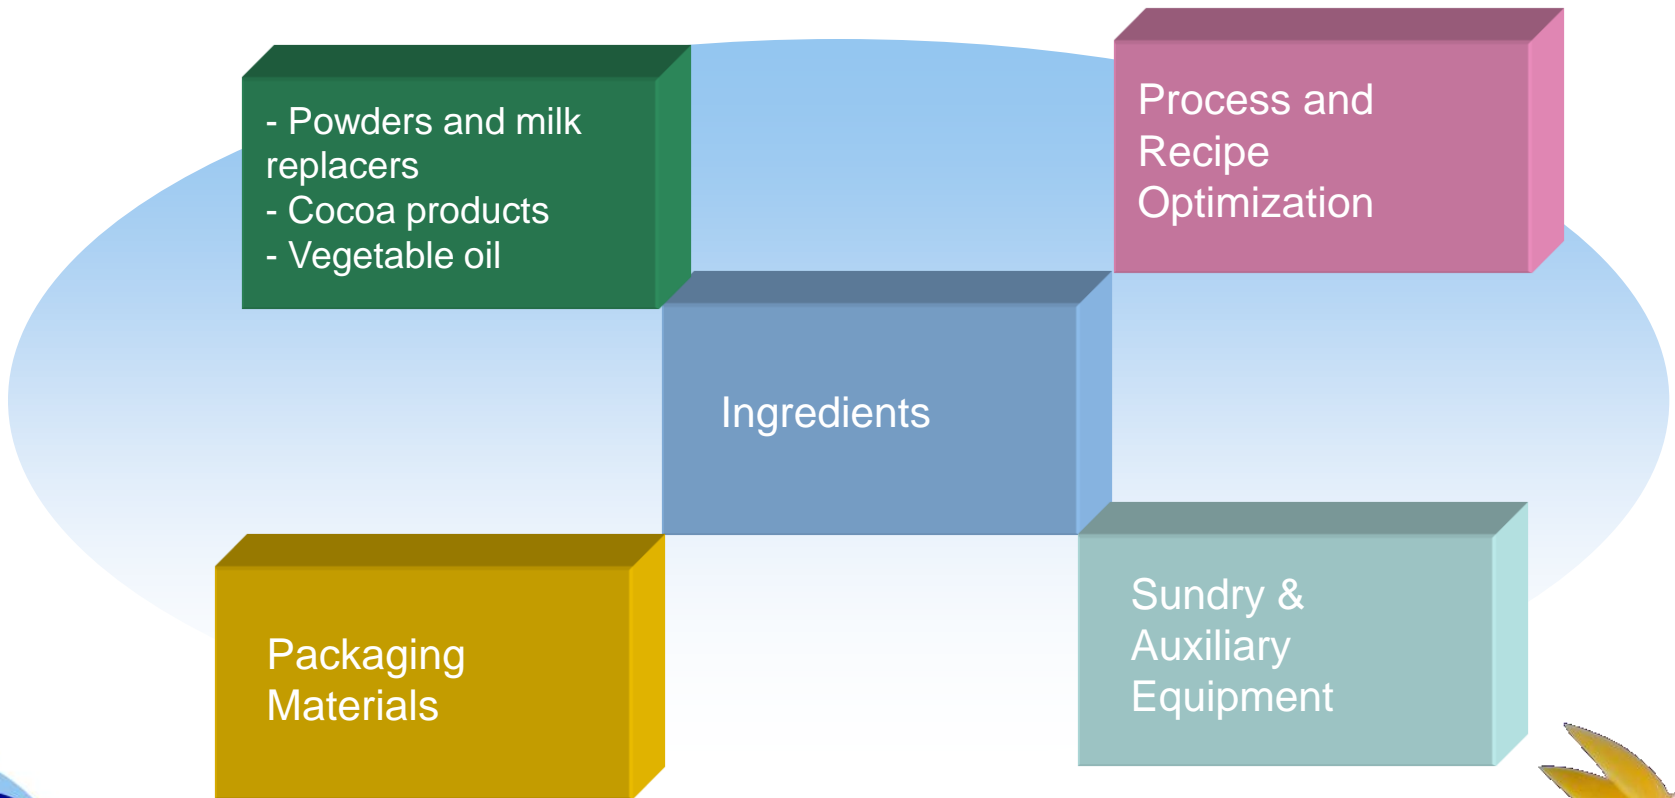 - Powders and milk
replacers
- Cocoa products
- Vegetable oil
Process and
Recipe
Optimization
Ingredients
Packaging
Materials
Sundry &
Auxiliary
Equipment